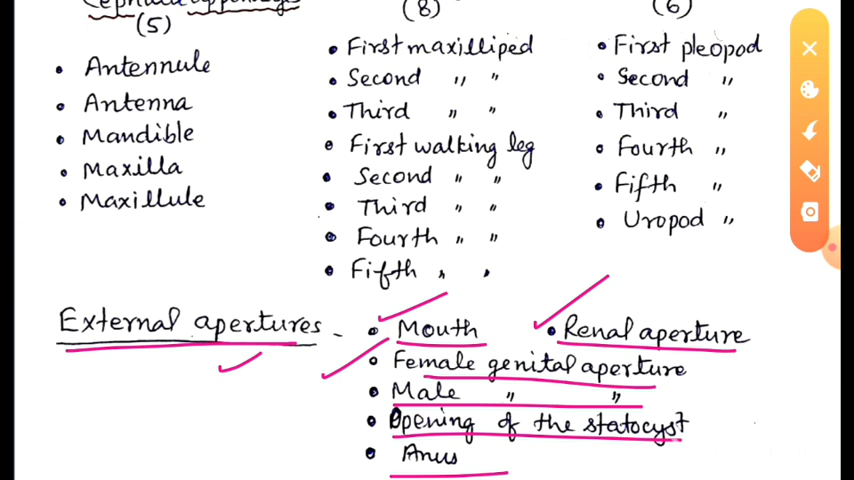 Cephalic appendages
(5)
• Antennule
• Antenna
• Mandible
• Maxilla
• Maxillule
(8)
• First maxilliped
• Second " "
• Third " "
• First walking leg
• Second " "
• Third " "
• Fourth " "
• Fifth " "
(6)
• First pleopod
• Second "
• Third "
• Fourth "
• Fifth "
• Uropod "
External apertures -
• Mouth • Renal aperture
• Female genital aperture
• Male " "
• Opening of the statocyst
• Anus